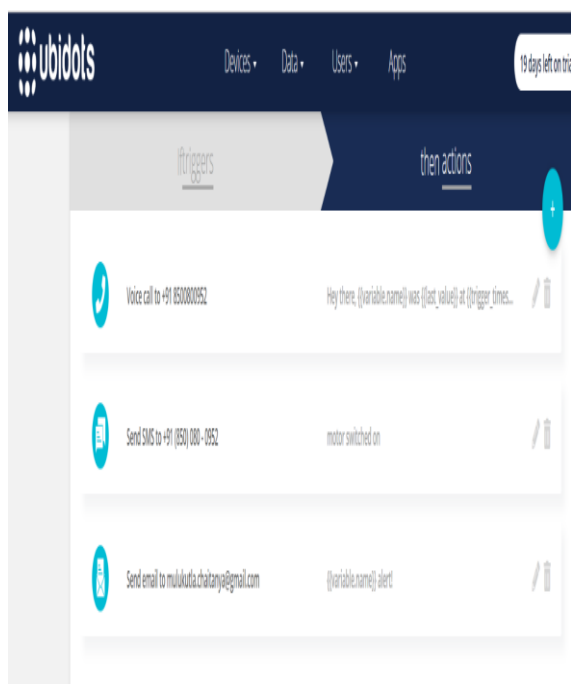 ubidots
Devices Data Users Apps
19 days left on tria
if triggers
then actions
+
Voice call to +91 8500800952
Hey there, {{variable.name}} was {{last_value}} at {{trigger_times...
Send SMS to +91 (850) 080 - 0952
motor switched on
Send email to mulukutla.chaitanya@gmail.com
{{variable.name}} alert!